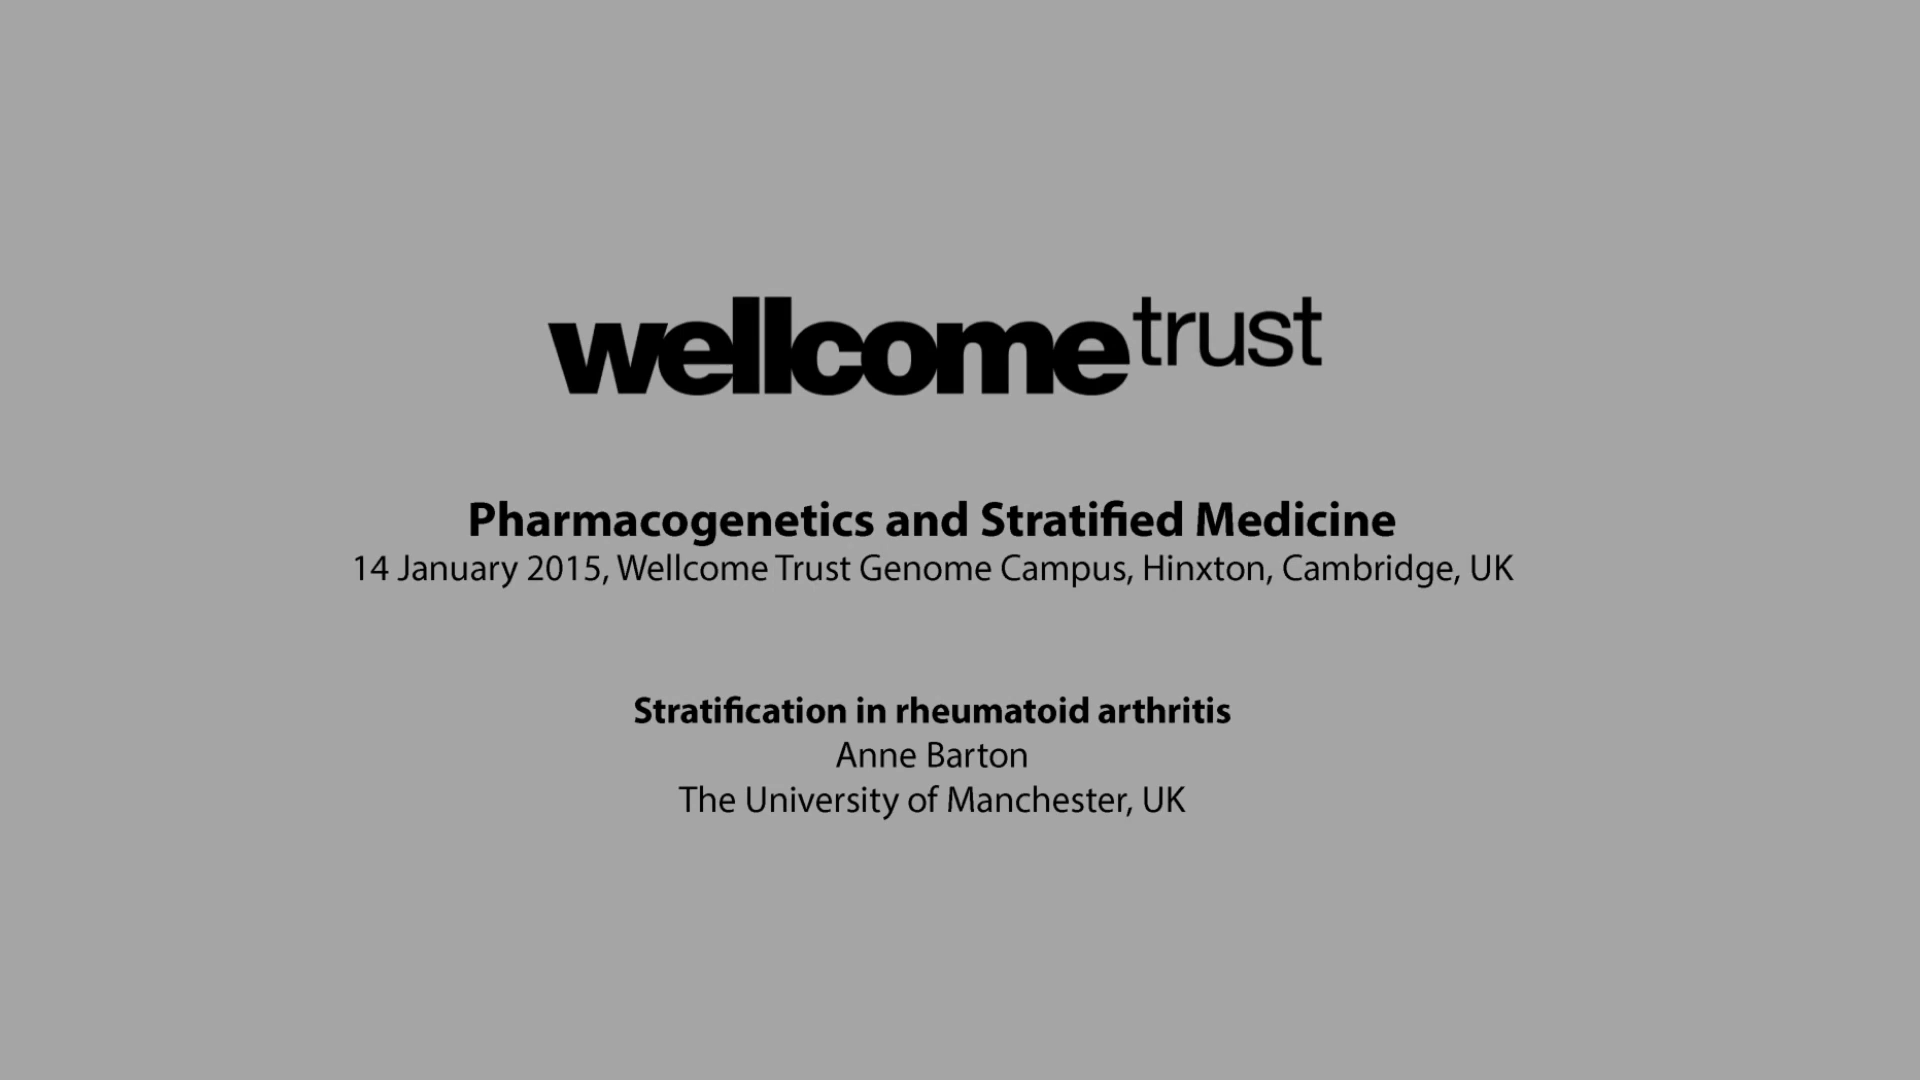 wellcome trust
Pharmacogenetics and Stratified Medicine
14 January 2015, Wellcome Trust Genome Campus, Hinxton, Cambridge, UK
Stratification in rheumatoid arthritis
Anne Barton
The University of Manchester, UK